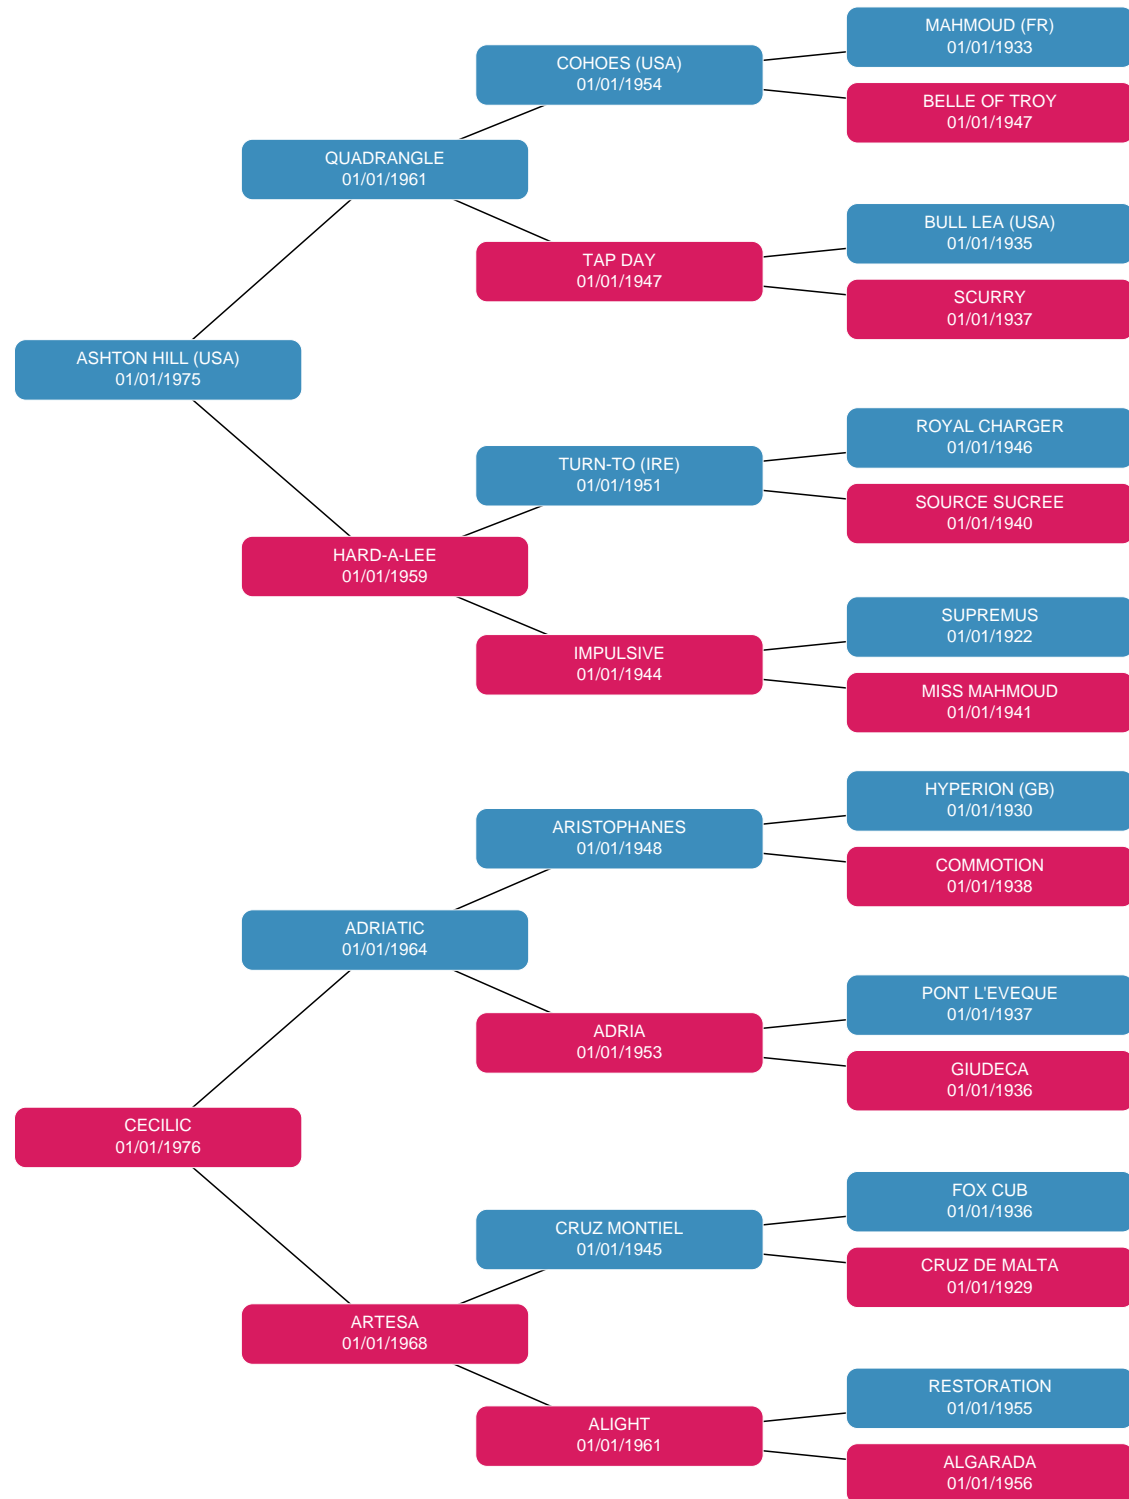 MAHMOUD (FR)
01/01/1933
COHOES (USA)
01/01/1954
BELLE OF TROY
01/01/1947
QUADRANGLE
01/01/1961
BULL LEA (USA)
01/01/1935
TAP DAY
01/01/1947
SCURRY
01/01/1937
ASHTON HILL (USA)
01/01/1975
ROYAL CHARGER
01/01/1946
TURN-TO (IRE)
01/01/1951
SOURCE SUCREE
01/01/1940
HARD-A-LEE
01/01/1959
SUPREMUS
01/01/1922
IMPULSIVE
01/01/1944
MISS MAHMOUD
01/01/1941
HYPERION (GB)
01/01/1930
ARISTOPHANES
01/01/1948
COMMOTION
01/01/1938
ADRIATIC
01/01/1964
PONT L'EVEQUE
01/01/1937
ADRIA
01/01/1953
GIUDECA
01/01/1936
CECILIC
01/01/1976
FOX CUB
01/01/1936
CRUZ MONTIEL
01/01/1945
CRUZ DE MALTA
01/01/1929
ARTESA
01/01/1968
RESTORATION
01/01/1955
ALIGHT
01/01/1961
ALGARADA
01/01/1956